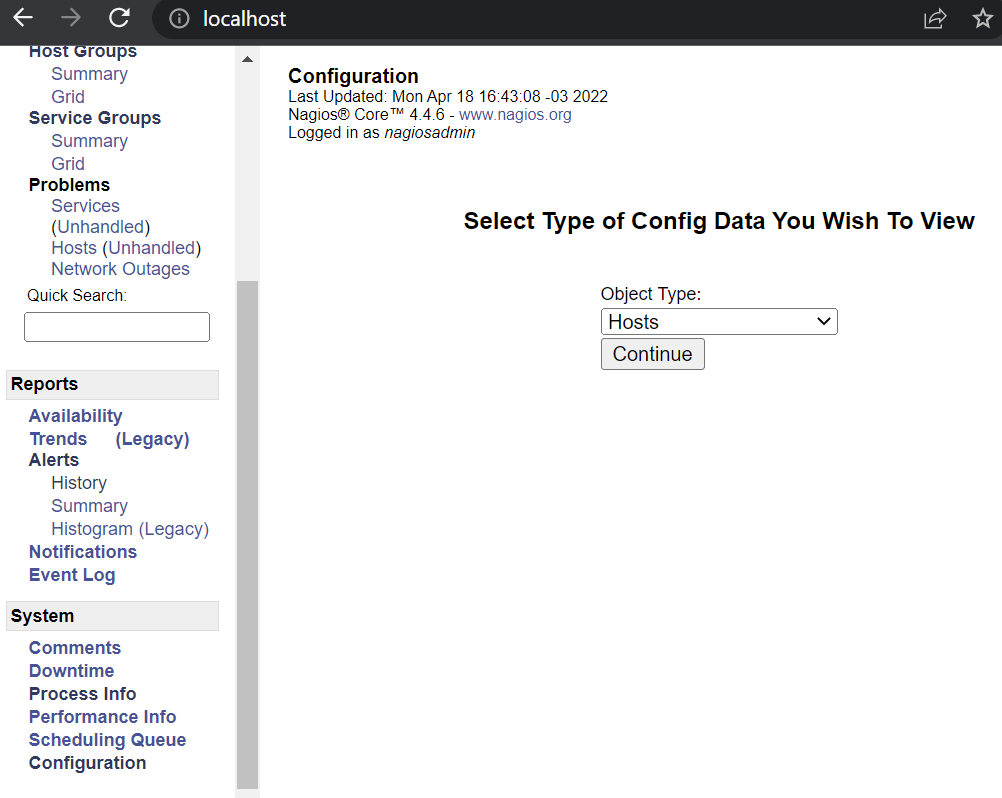 localhost
Host Groups
Summary
Grid
Service Groups
Summary
Grid
Problems
Services
(Unhandled)
Hosts (Unhandled)
Network Outages
Quick Search:
Reports
Availability
Trends (Legacy)
Alerts
History
Summary
Histogram (Legacy)
Notifications
Event Log
System
Comments
Downtime
Process Info
Performance Info
Scheduling Queue
Configuration
Configuration
Last Updated: Mon Apr 18 16:43:08 -03 2022
Nagios® Core™ 4.4.6 - www.nagios.org
Logged in as nagiosadmin
Select Type of Config Data You Wish To View
Object Type:
Hosts
Continue